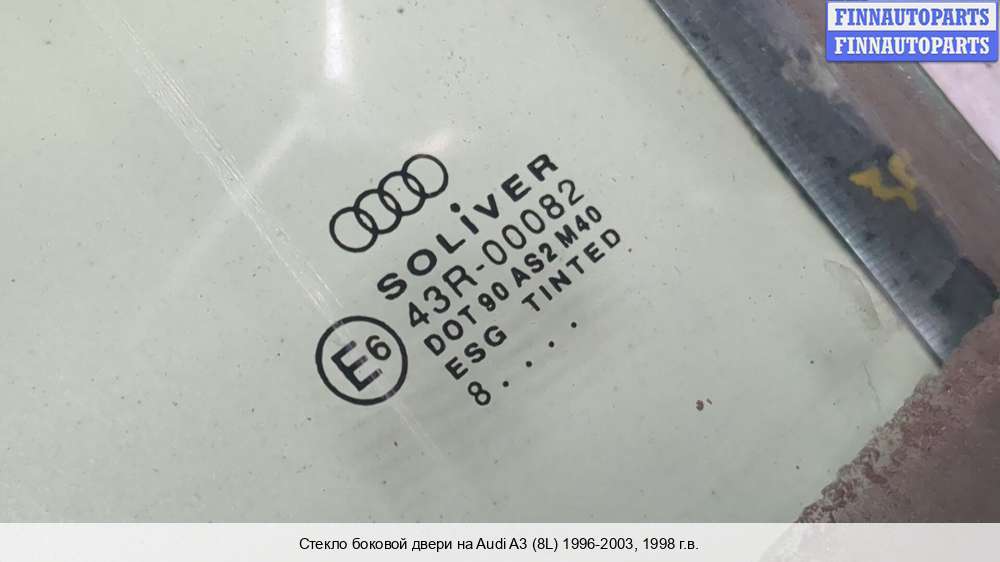 FINNAUTOPARTS
FINNAUTOPARTS
SOLiVER
43R-00082
DOT 90 AS2 M40
ESG TINTED
8....
E6
Стекло боковой двери на Audi A3 (8L) 1996-2003, 1998 г.в.